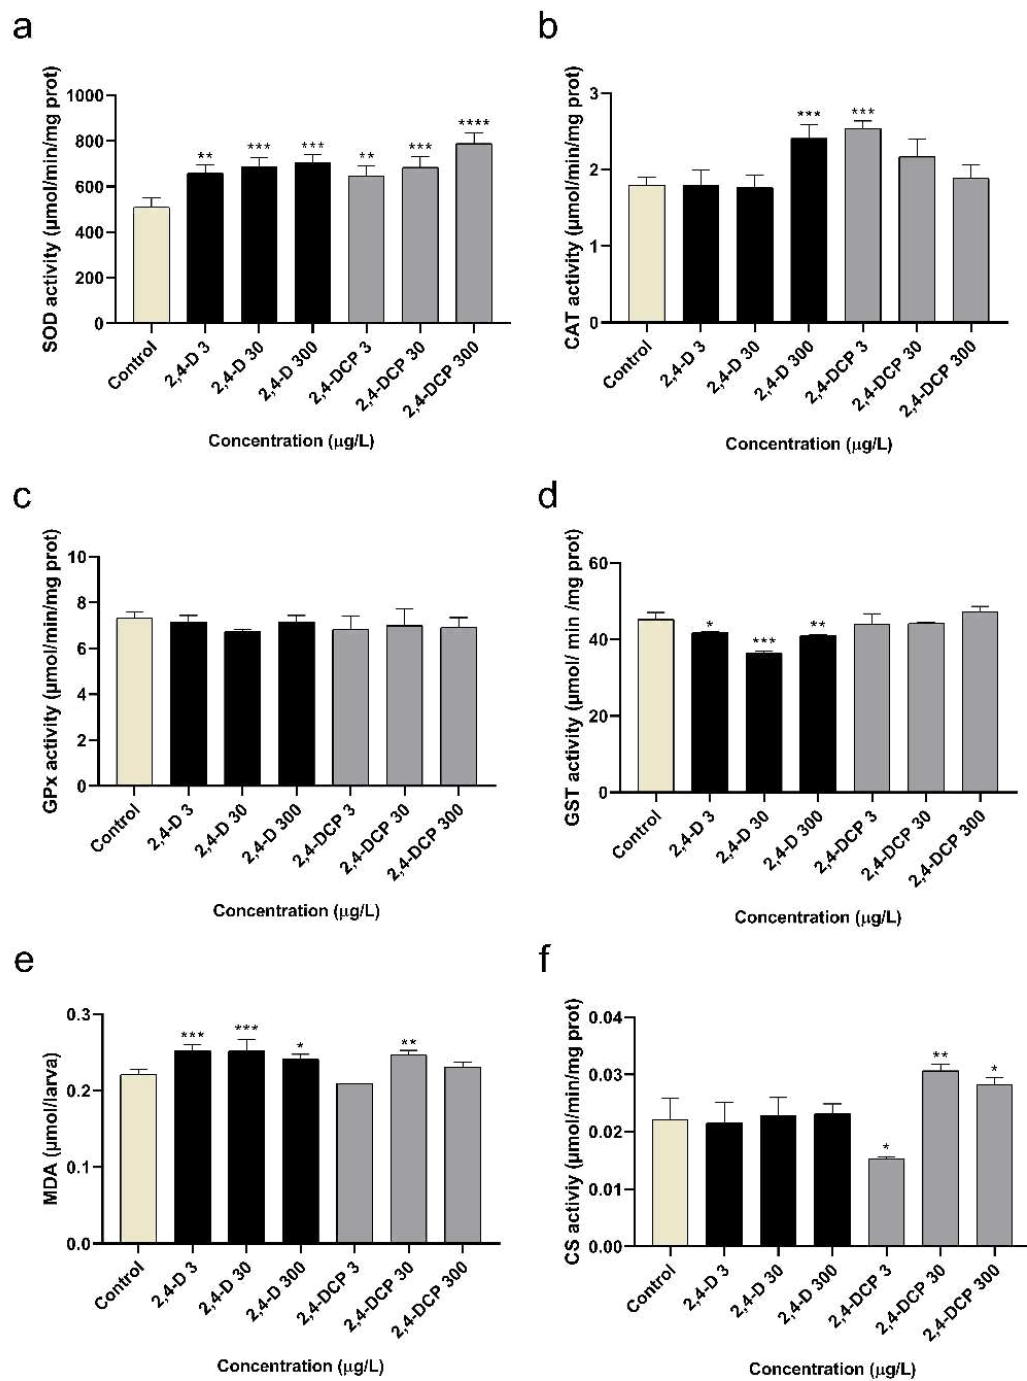 a
SOD activity (µmol/min/mg prot)
1000
800
600
400
200
0
**
***
***
**
***
****
Control
2,4-D 3
2,4-D 30
2,4-D 300
2,4-DCP 3
2,4-DCP 30
2,4-DCP 300
Concentration (µg/L)
b
CAT activity (µmol/min/mg prot)
3
2
1
0
***
***
Control
2,4-D 3
2,4-D 30
2,4-D 300
2,4-DCP 3
2,4-DCP 30
2,4-DCP 300
Concentration (µg/L)
c
GPx activity (µmol/min/mg prot)
10
8
6
4
2
0
Control
2,4-D 3
2,4-D 30
2,4-D 300
2,4-DCP 3
2,4-DCP 30
2,4-DCP 300
Concentration (µg/L)
d
GST activity (µmol/ min /mg prot)
60
40
20
0
*
***
**
Control
2,4-D 3
2,4-D 30
2,4-D 300
2,4-DCP 3
2,4-DCP 30
2,4-DCP 300
Concentration (µg/L)
e
MDA (µmol/larva)
0.3
0.2
0.1
0.0
***
***
*
**
Control
2,4-D 3
2,4-D 30
2,4-D 300
2,4-DCP 3
2,4-DCP 30
2,4-DCP 300
Concentration (µg/L)
f
CS activiy (µmol/min/mg prot)
0.04
0.03
0.02
0.01
0.00
*
**
*
Control
2,4-D 3
2,4-D 30
2,4-D 300
2,4-DCP 3
2,4-DCP 30
2,4-DCP 300
Concentration (µg/L)